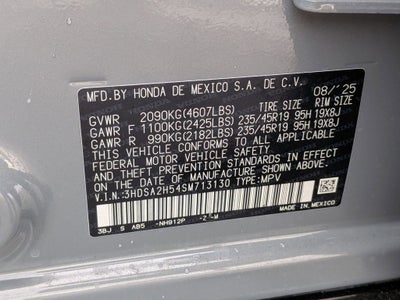 MFD.BY HONDA DE MEXICO S.A. DE C.V. 08/'25
TIRE SIZE RIM SIZE
GVWR 2090KG(4607LBS)
GAWR F 1100KG(2425LBS) 235/45R19 95H 19X8J
GAWR R 990KG(2182LBS) 235/45R19 95H 19X8J
THIS VEHICLE CONFORMS TO ALL APPLICABLE
FEDERAL MOTOR VEHICLE SAFETY AND
THEFT PREVENTION STANDARDS IN EFFECT ON
THE DATE OF MANUFACTURE SHOWN ABOVE.
V.I.N.:3HDSA2H54SM713130 TYPE:MPV
3BJ S AB5 -NH912P -Z -M
MADE IN MEXICO